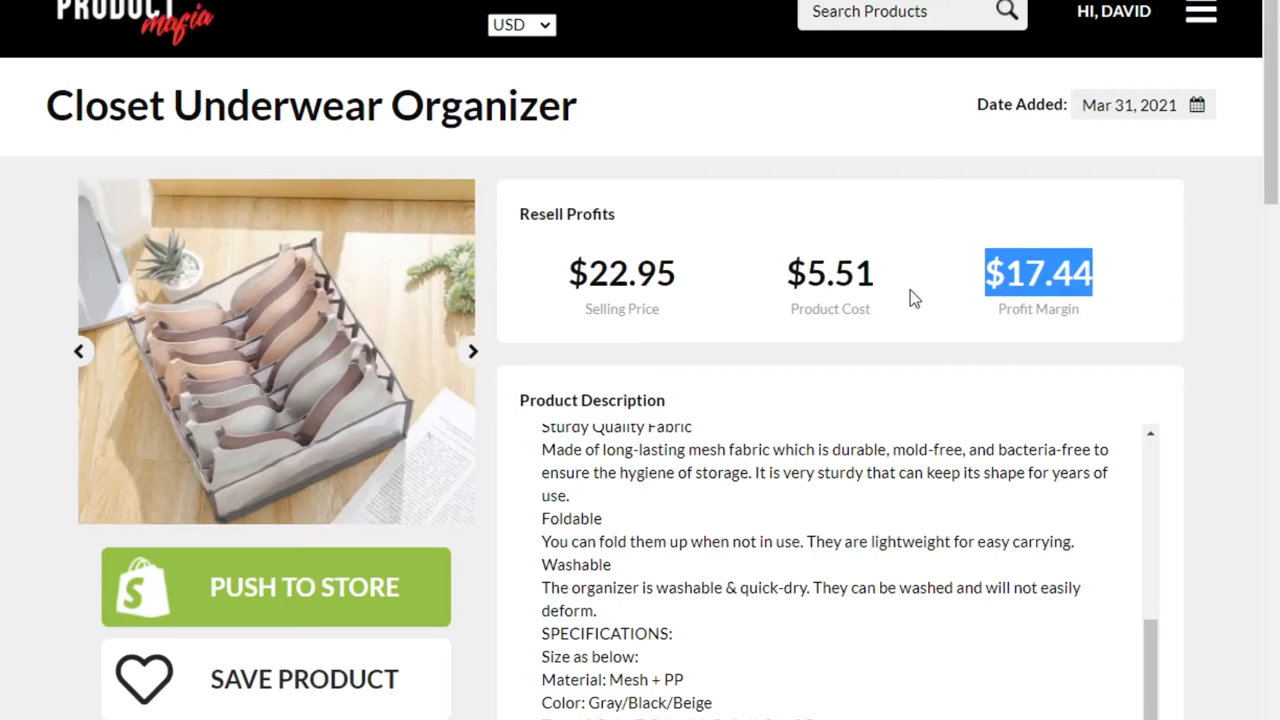 PRODUCT
mafia
USD
Search Products
HI, DAVID
Closet Underwear Organizer
Date Added: Mar 31, 2021
Resell Profits
$22.95 $5.51 $17.44
Selling Price Product Cost Profit Margin
Product Description
Sturdy Quality Fabric
Made of long-lasting mesh fabric which is durable, mold-free, and bacteria-free to
ensure the hygiene of storage. It is very sturdy that can keep its shape for years of
use.
Foldable
You can fold them up when not in use. They are lightweight for easy carrying.
Washable
The organizer is washable & quick-dry. They can be washed and will not easily
deform.
SPECIFICATIONS:
Size as below:
Material: Mesh + PP
Color: Gray/Black/Beige
PUSH TO STORE
SAVE PRODUCT